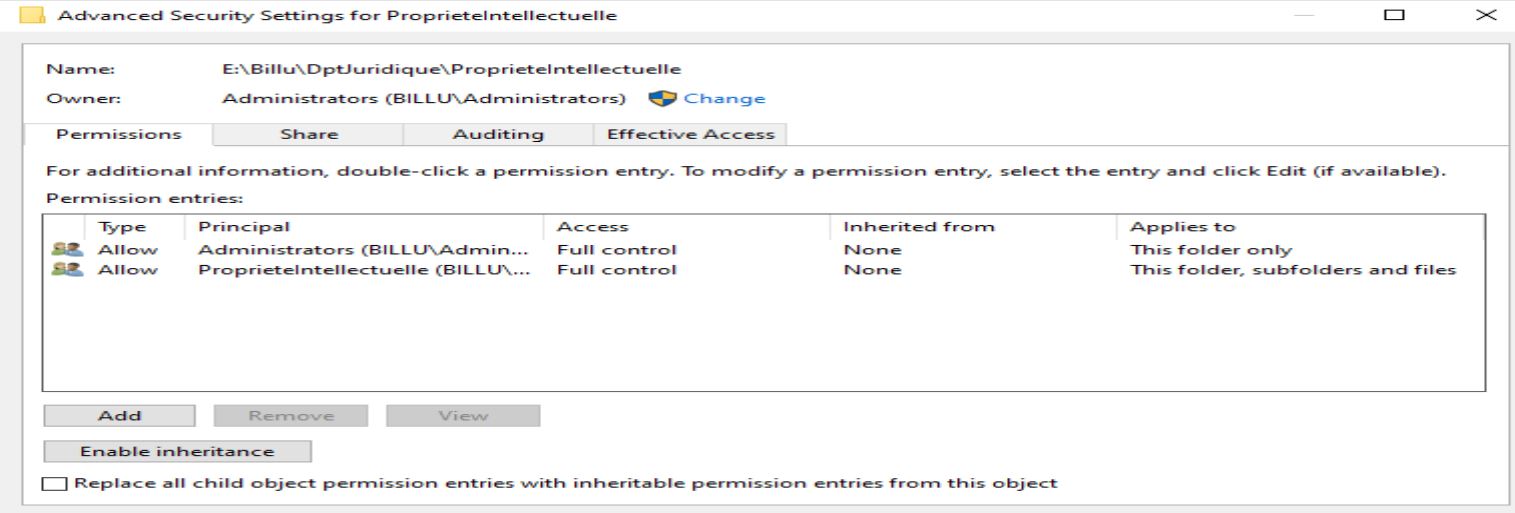 Advanced Security Settings for ProprieteIntellectuelle
Name: E:\Billu\DptJuridique\ProprieteIntellectuelle
Owner: Administrators (BILLU\Administrators) Change
Permissions Share Auditing Effective Access
For additional information, double-click a permission entry. To modify a permission entry, select the entry and click Edit (if available).
Permission entries:
Type Principal Access Inherited from Applies to
Allow Administrators (BILLU\Admin... Full control None This folder only
Allow ProprieteIntellectuelle (BILLU\... Full control None This folder, subfolders and files
Add Remove View
Enable inheritance
Replace all child object permission entries with inheritable permission entries from this object